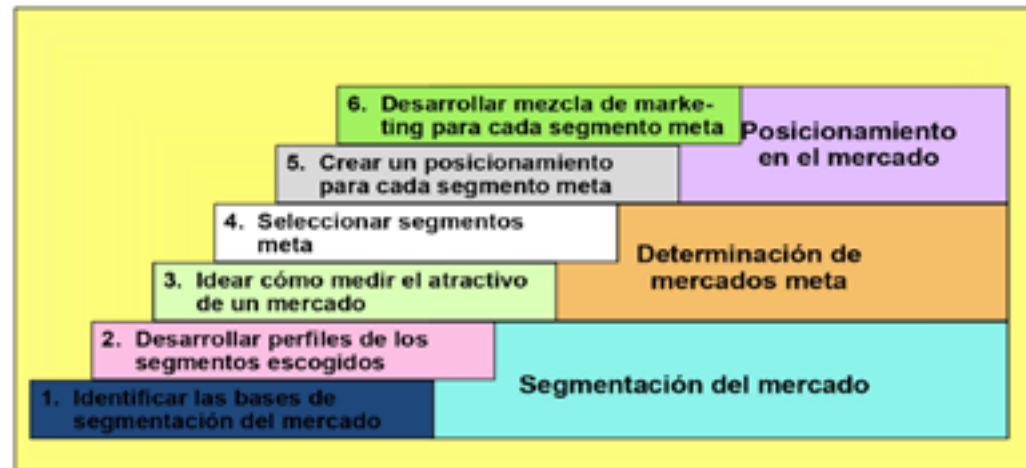 6. Desarrollar mezcla de marke-
ting para cada segmento meta
Posicionamiento
en el mercado
5. Crear un posicionamiento
para cada segmento meta
4. Seleccionar segmentos
meta
Determinación de
mercados meta
3. Idear cómo medir el atractivo
de un mercado
2. Desarrollar perfiles de los
segmentos escogidos
Segmentación del mercado
1. Identificar las bases de
segmentación del mercado